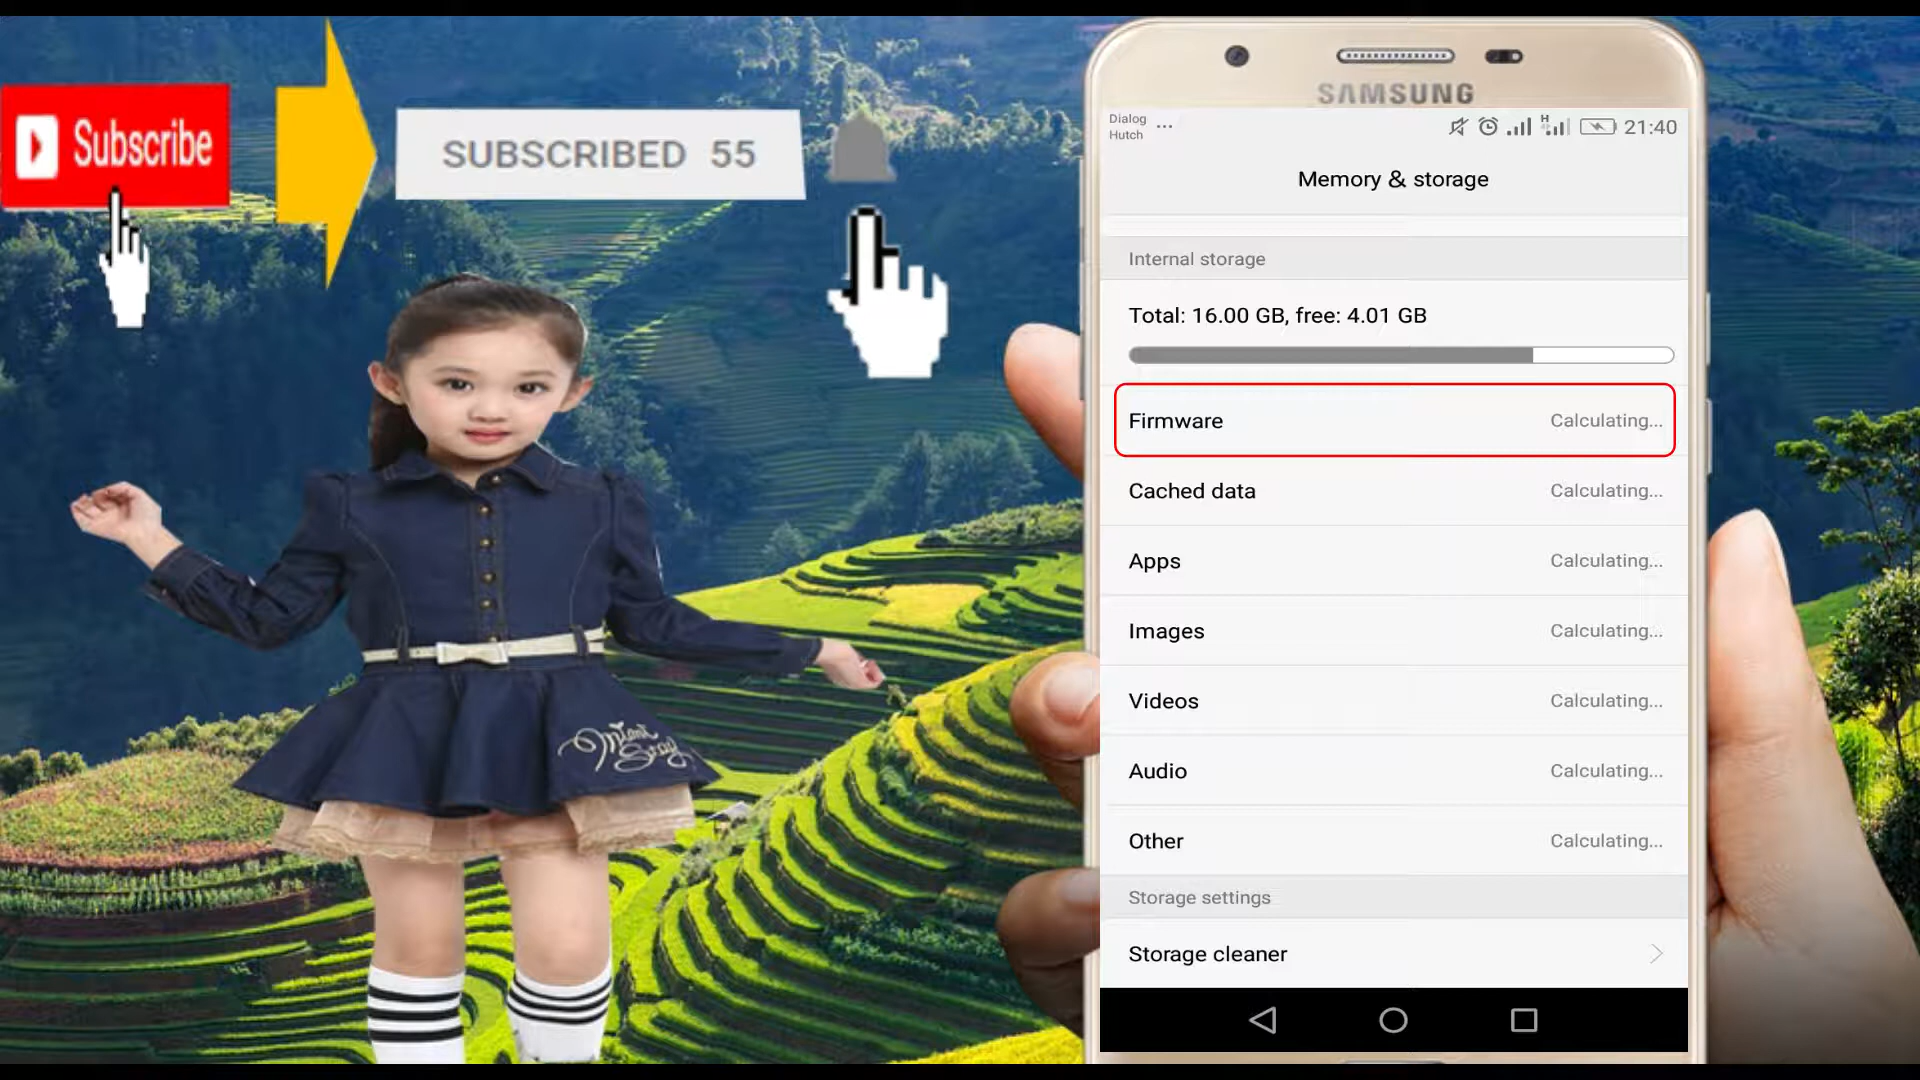 Subscribe
SUBSCRIBED 55
SAMSUNG
Dialog ...
Hutch
H
21:40
Memory & storage
Internal storage
Total: 16.00 GB, free: 4.01 GB
Firmware Calculating...
Cached data Calculating...
Apps Calculating...
Images Calculating...
Videos Calculating...
Audio Calculating...
Other Calculating...
Storage settings
Storage cleaner